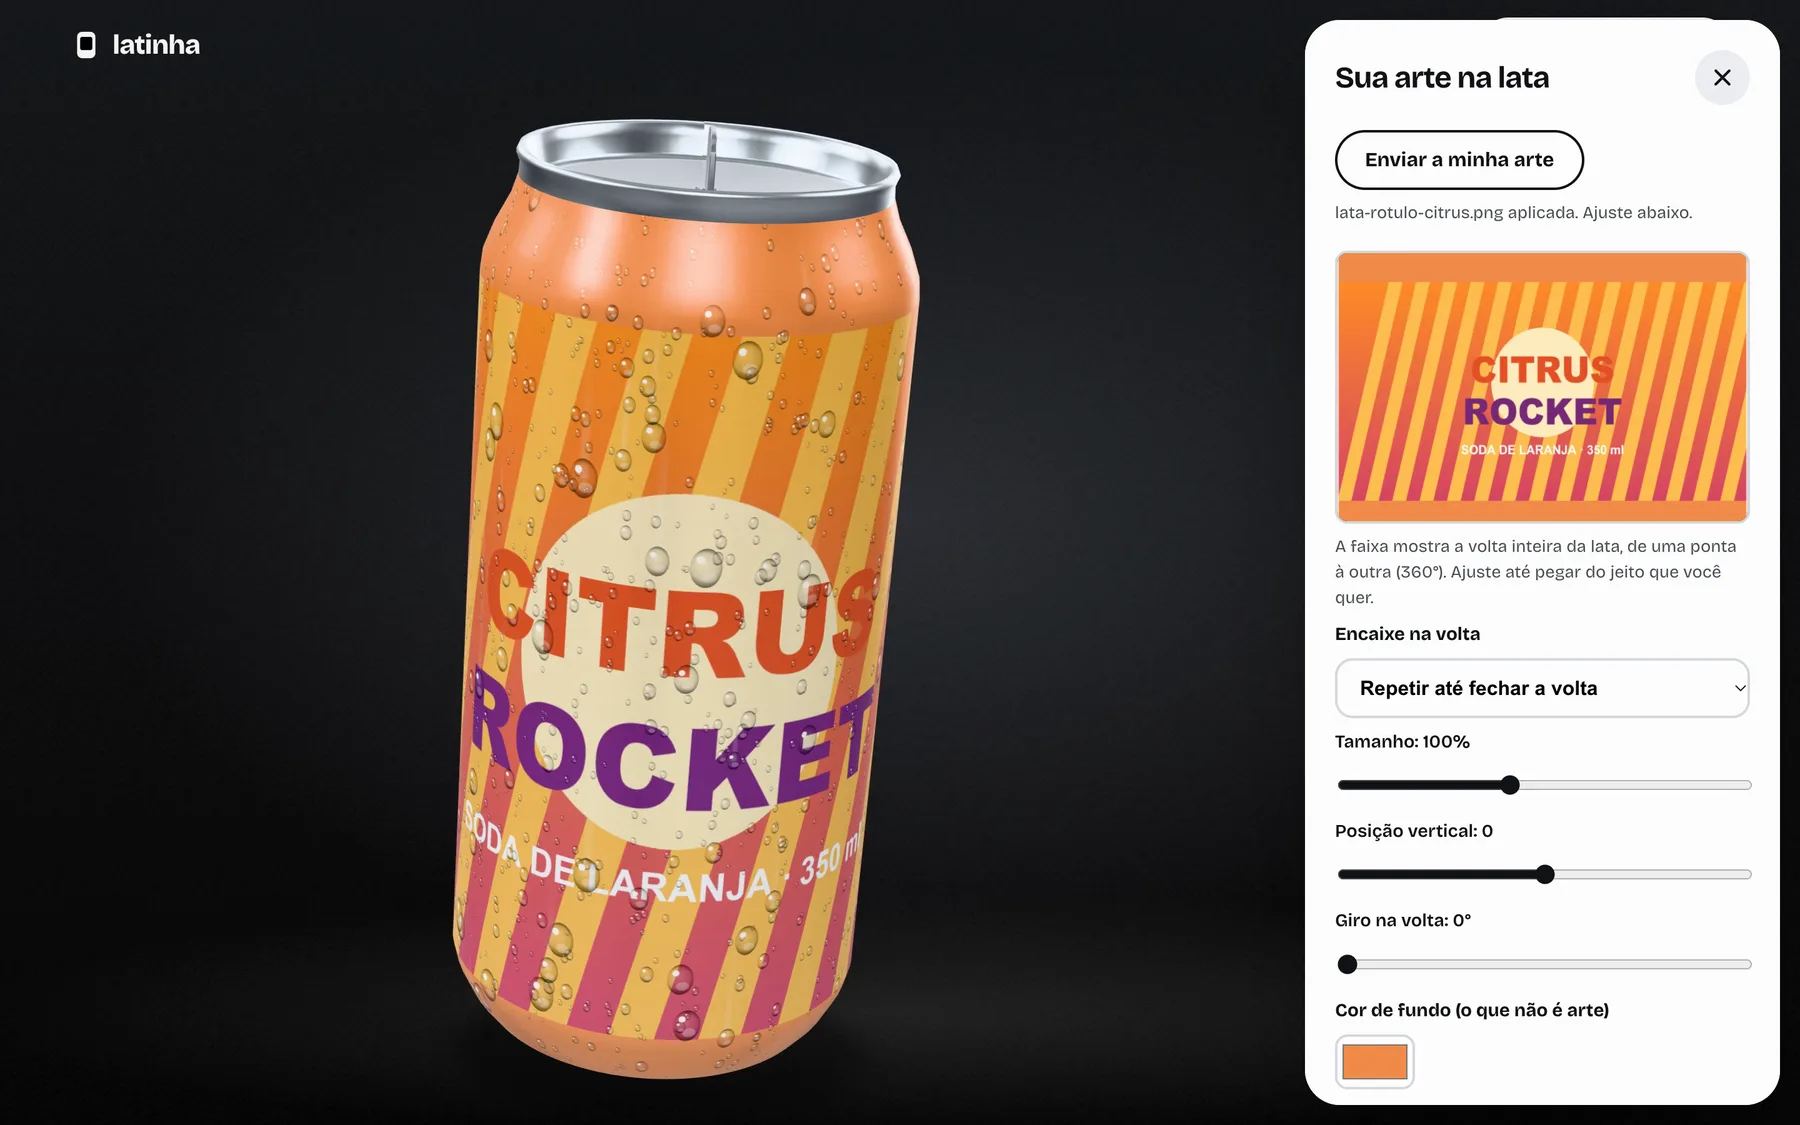 latinha
CITRUS
ROCKET
SODA DE LARANJA · 350 ml
Sua arte na lata
Enviar a minha arte
lata-rotulo-citrus.png aplicada. Ajuste abaixo.
CITRUS
ROCKET
SODA DE LARANJA · 350 ml
A faixa mostra a volta inteira da lata, de uma ponta
à outra (360°). Ajuste até pegar do jeito que você
quer.
Encaixe na volta
Repetir até fechar a volta
Tamanho: 100%
Posição vertical: 0
Giro na volta: 0°
Cor de fundo (o que não é arte)